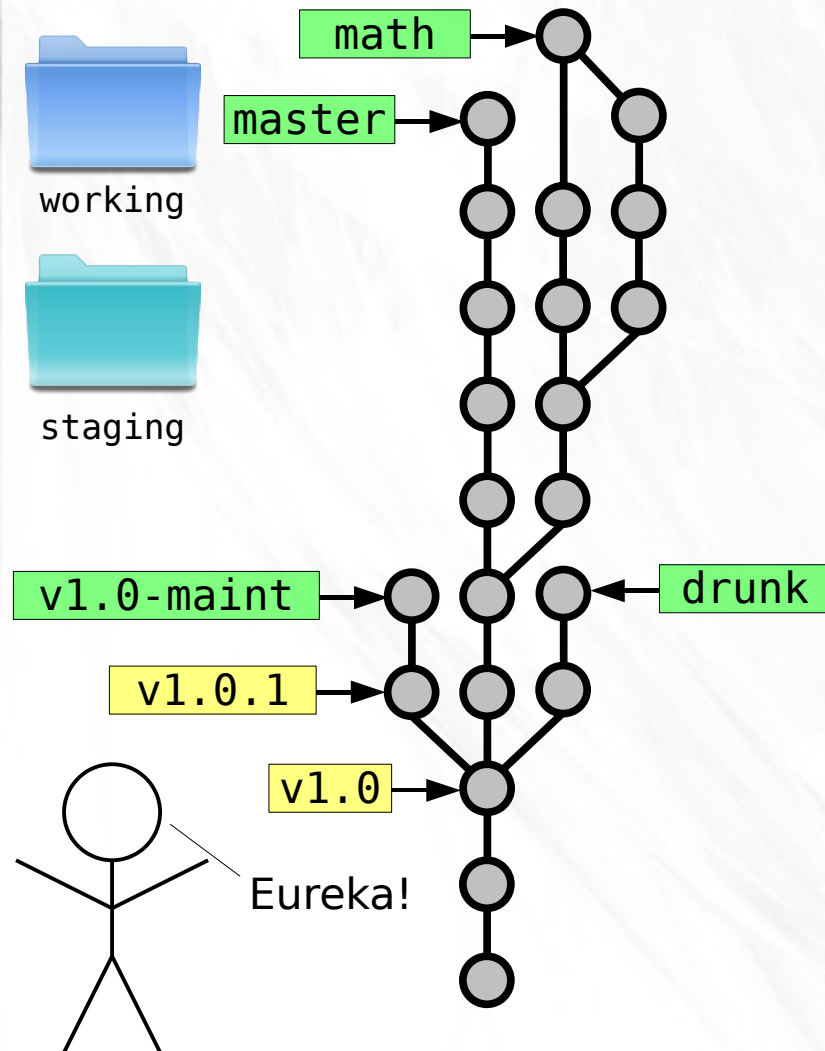 math
master
working
staging
v1.0-maint
drunk
v1.0.1
v1.0
Eureka!